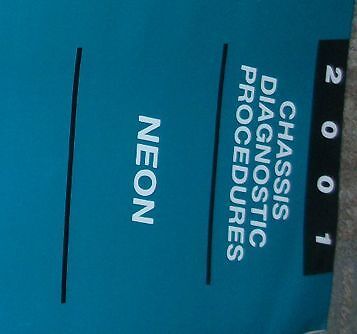 2001
CHASSIS
DIAGNOSTIC
PROCEDURES
NEON